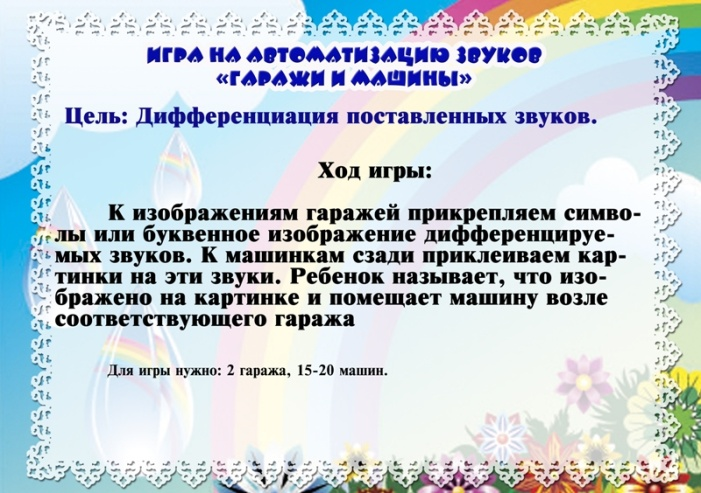 ИГРА НА АВТОМАТИЗАЦИЮ ЗВУКОВ
«ГАРАЖИ И МАШИНЫ»
Цель: Дифференциация поставленных звуков.
Ход игры:
К изображениям гаражей прикрепляем симво-
лы или буквенное изображение дифференцируе-
мых звуков. К машинкам сзади приклеиваем кар-
тинки на эти звуки. Ребенок называет, что изо-
бражено на картинке и помещает машину возле
соответствующего гаража
Для игры нужно: 2 гаража, 15-20 машин.